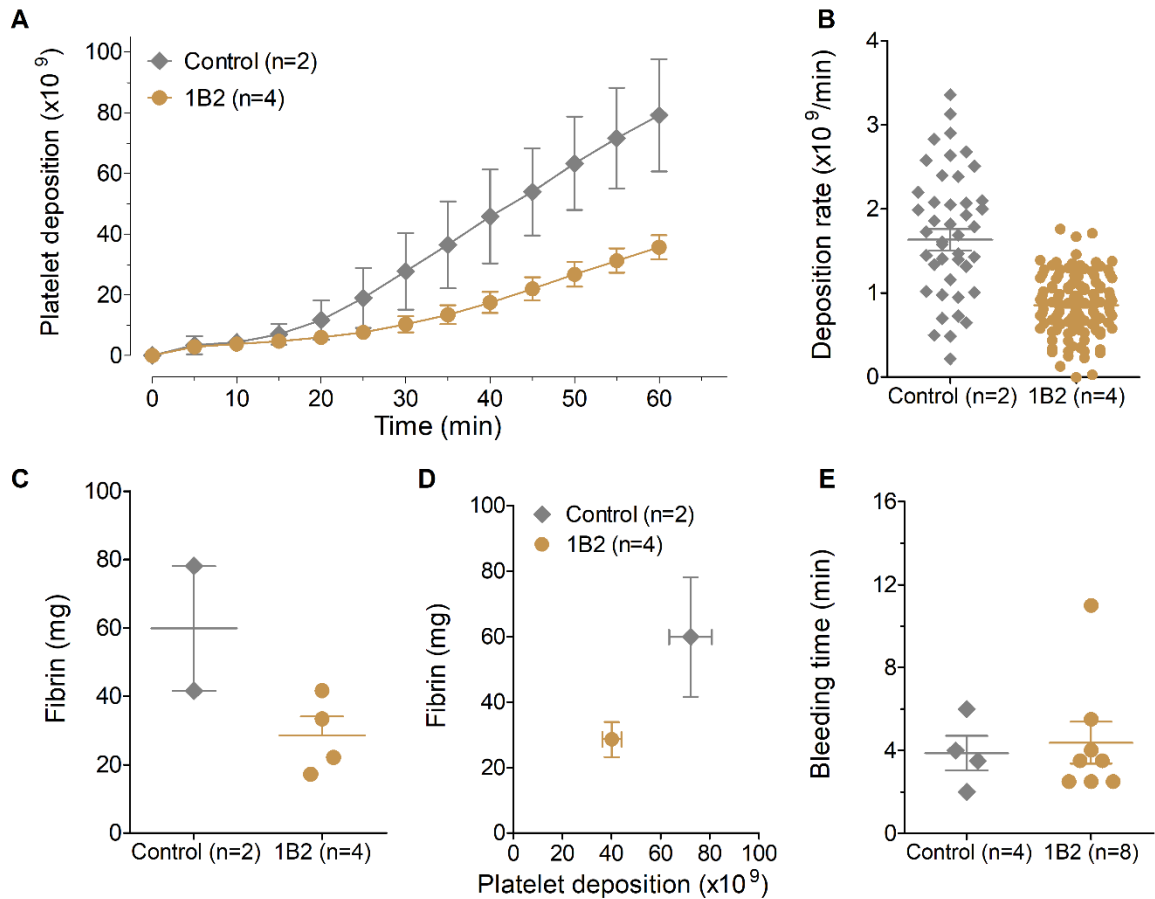 A
Platelet deposition (x10 9)
100
80
60
40
20
0
Control (n=2)
1B2 (n=4)
0 10 20 30 40 50 60
Time (min)
B
Deposition rate (x10 9/min)
4
3
2
1
0
Control (n=2) 1B2 (n=4)
C
Fibrin (mg)
100
80
60
40
20
0
Control (n=2) 1B2 (n=4)
D
Fibrin (mg)
100
80
60
40
20
0
Control (n=2)
1B2 (n=4)
0 20 40 60 80 100
Platelet deposition (x10 9)
E
Bleeding time (min)
16
12
8
4
0
Control (n=4) 1B2 (n=8)